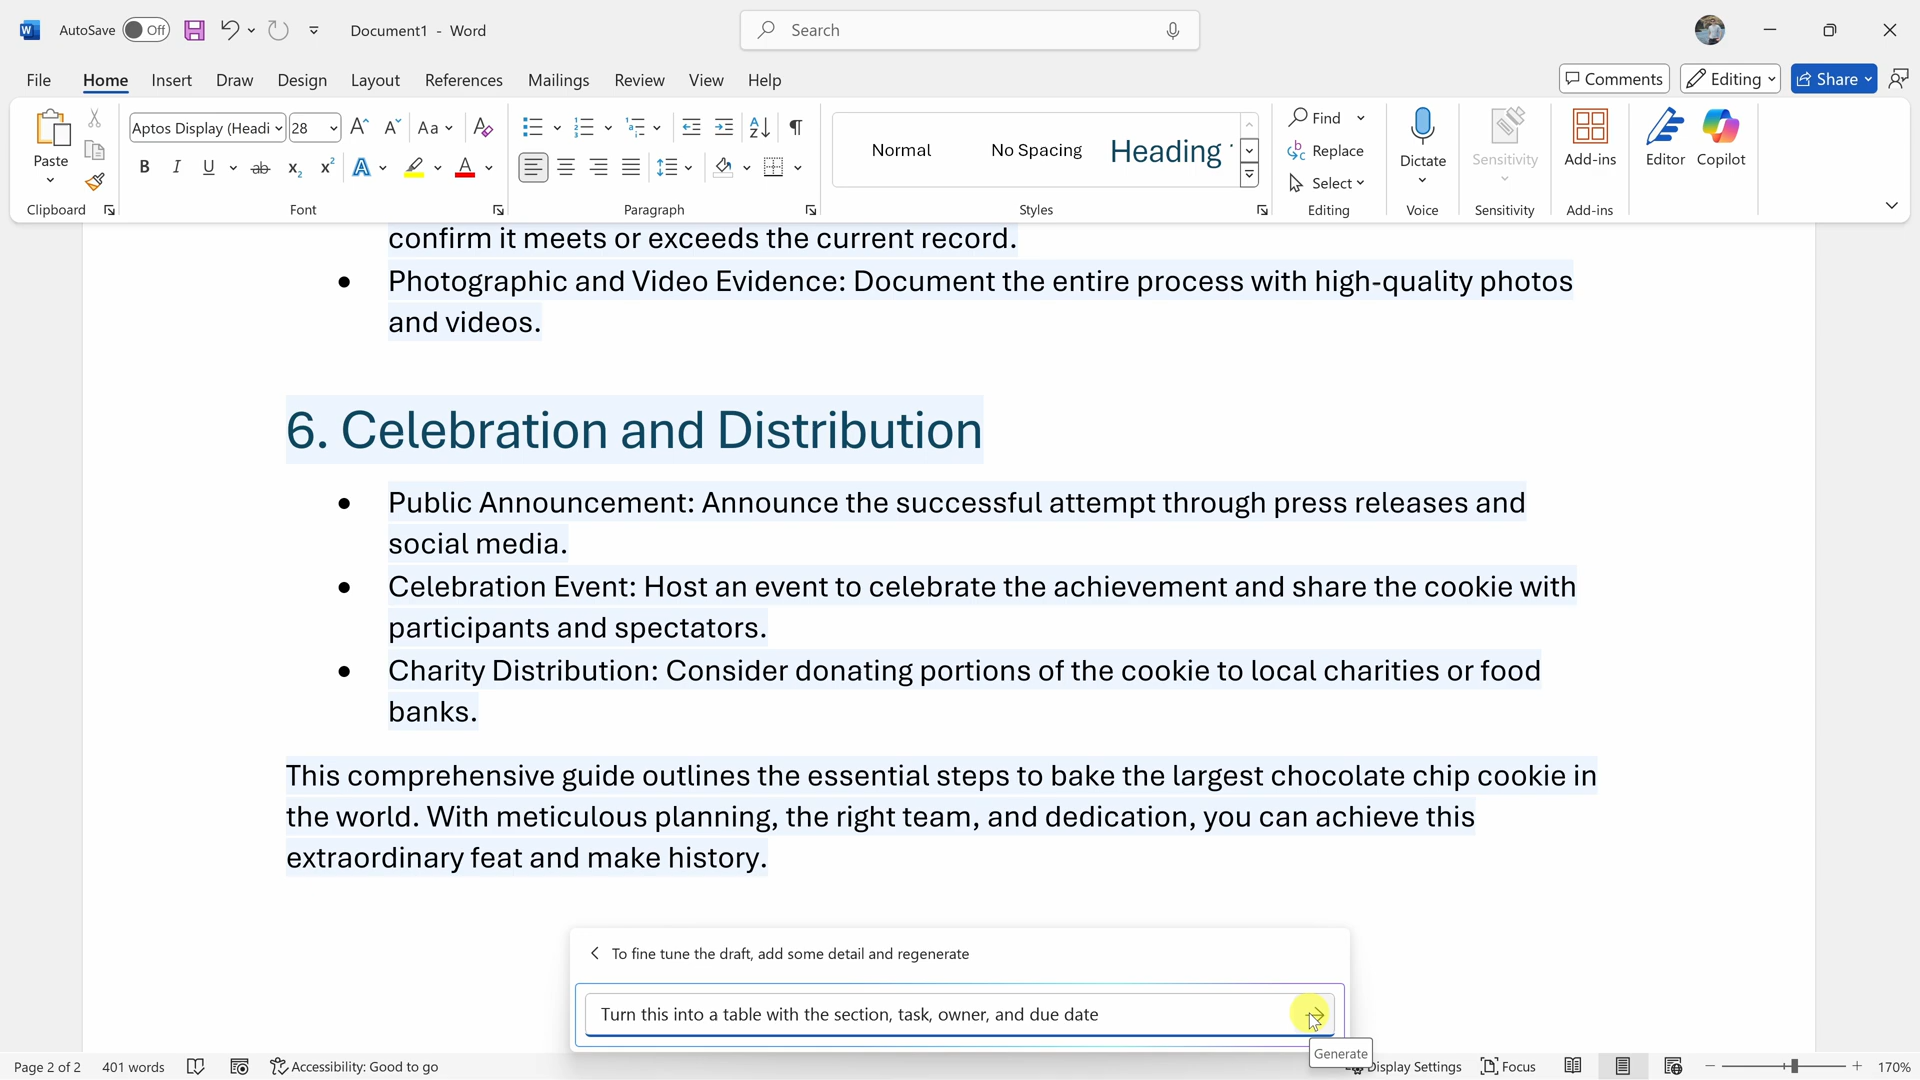 AutoSave Off Document1 - Word Search
File Home Insert Draw Design Layout References Mailings Review View Help Comments Editing Share
Paste
Clipboard
Aptos Display (Headi 28 Aa
B I U ab x₂ x² A A
Font
Paragraph
Normal No Spacing Heading
Styles
Find
Replace
Select
Editing
Dictate
Voice
Sensitivity
Sensitivity
Add-ins
Add-ins
Editor Copilot
confirm it meets or exceeds the current record.
• Photographic and Video Evidence: Document the entire process with high-quality photos
and videos.
6. Celebration and Distribution
• Public Announcement: Announce the successful attempt through press releases and
social media.
• Celebration Event: Host an event to celebrate the achievement and share the cookie with
participants and spectators.
• Charity Distribution: Consider donating portions of the cookie to local charities or food
banks.
This comprehensive guide outlines the essential steps to bake the largest chocolate chip cookie in
the world. With meticulous planning, the right team, and dedication, you can achieve this
extraordinary feat and make history.
To fine tune the draft, add some detail and regenerate
Turn this into a table with the section, task, owner, and due date
Generate
Page 2 of 2 401 words Accessibility: Good to go Display Settings Focus 170%